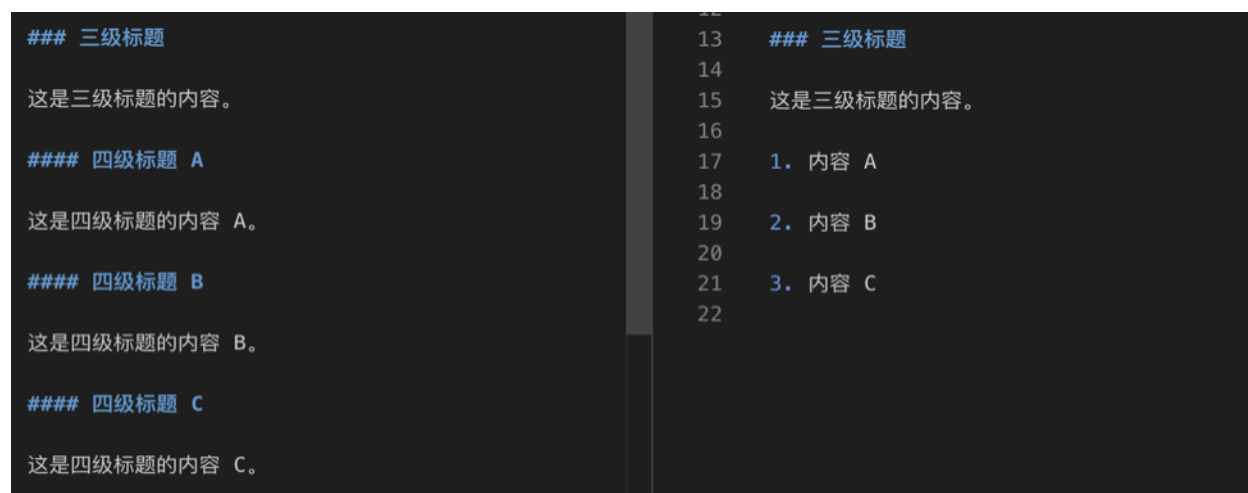 ### 三级标题
这是三级标题的内容。
#### 四级标题 A
这是四级标题的内容 A。
#### 四级标题 B
这是四级标题的内容 B。
#### 四级标题 C
这是四级标题的内容 C。
13 ### 三级标题
14
15 这是三级标题的内容。
16
17 1. 内容 A
18
19 2. 内容 B
20
21 3. 内容 C
22